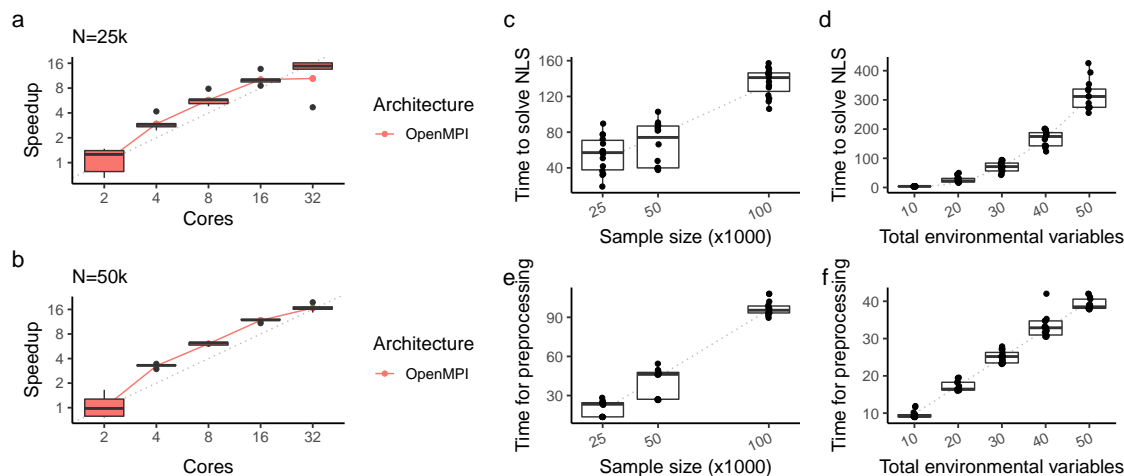 a
N=25k
Speedup
16
4
2
1
2
4
8
16
32
Cores
Architecture
OpenMPI
b
N=50k
Speedup
16
4
2
1
2
4
8
16
32
Cores
Architecture
OpenMPI
c
Time to solve NLS
160
120
80
40
25
50
100
Sample size (x1000)
d
Time to solve NLS
400
300
200
100
0
10
20
30
40
50
Total environmental variables
e
Time for preprocessing
90
60
30
25
50
100
Sample size (x1000)
f
Time for preprocessing
40
30
20
10
10
20
30
40
50
Total environmental variables